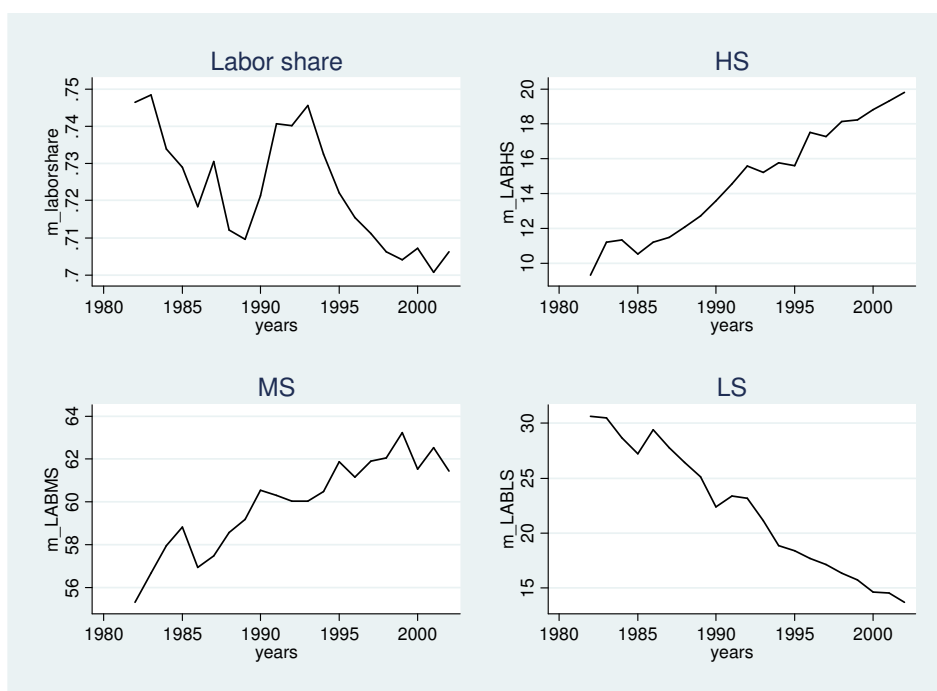 Labor share
m_laborshare
.75
.74
.73
.72
.71
.7
1980 1985 1990 1995 2000
years
HS
m_LABHS
20
18
16
14
12
10
1980 1985 1990 1995 2000
years
MS
m_LABMS
64
62
60
58
56
1980 1985 1990 1995 2000
years
LS
m_LABLS
30
25
20
15
1980 1985 1990 1995 2000
years